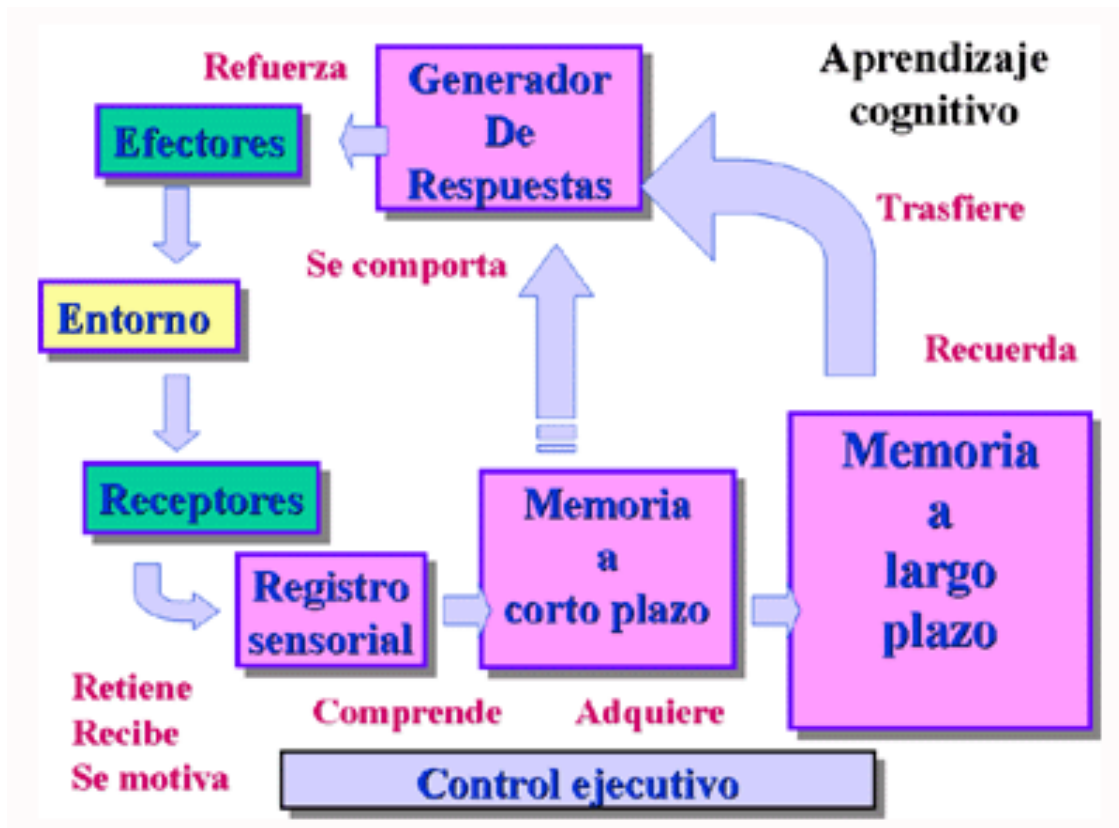 Aprendizaje
cognitivo
Refuerza
Generador
De
Respuestas
Efectores
Trasfiere
Se comporta
Entorno
Recuerda
Receptores
Registro
sensorial
Memoria
a
corto plazo
Memoria
a
largo
plazo
Retiene
Recibe
Se motiva
Comprende
Adquiere
Control ejecutivo